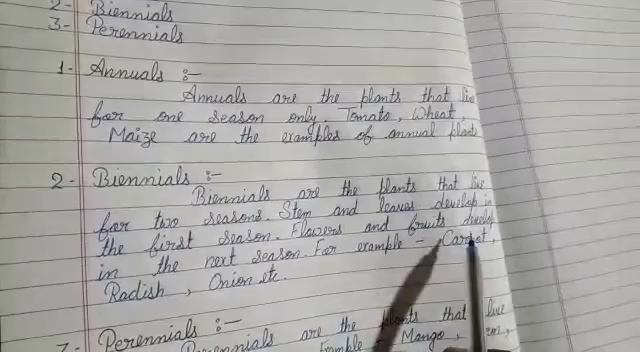 2- Biennials
3- Perennials
1- Annuals :-
Annuals are the plants that live
for one season only. Tomato, Wheat,
Maize are the examples of annual plants
2- Biennials :-
Biennials are the plants that live
for two seasons. Stem and leaves develop in
the first season. Flowers and fruits develop
in the next season. For example - Carrot,
Radish, Onion etc.
Perennials :-
Perennials are the plants that live
Mango,